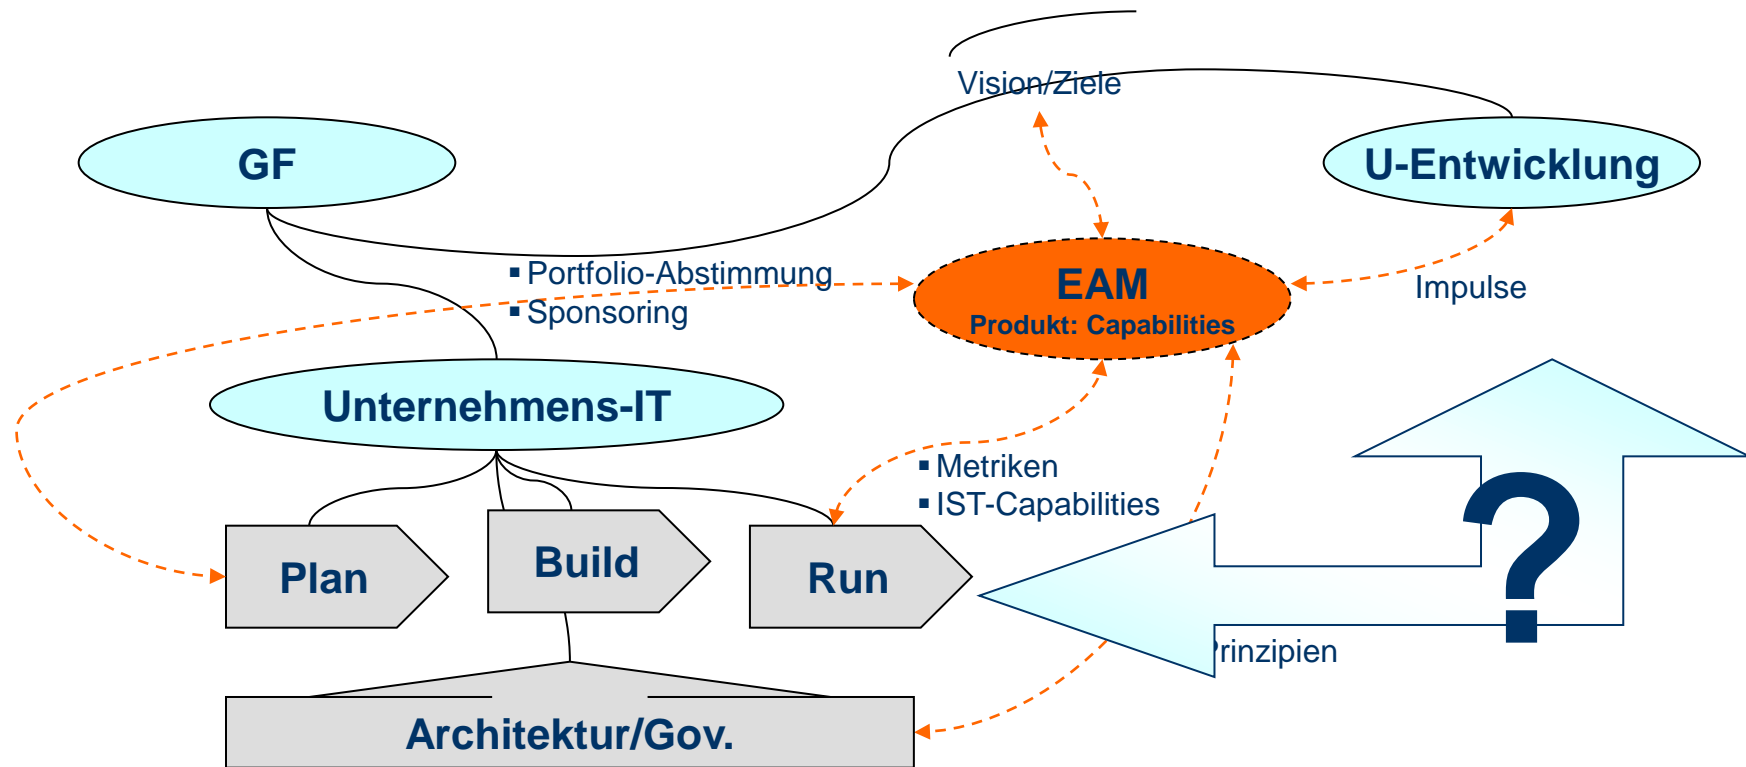 Vision/Ziele
GF
U-Entwicklung
▪ Portfolio-Abstimmung
▪ Sponsoring
EAM
Produkt: Capabilities
Impulse
Unternehmens-IT
▪ Metriken
▪ IST-Capabilities
Plan
Build
Run
?
rinzipien
Architektur/Gov.